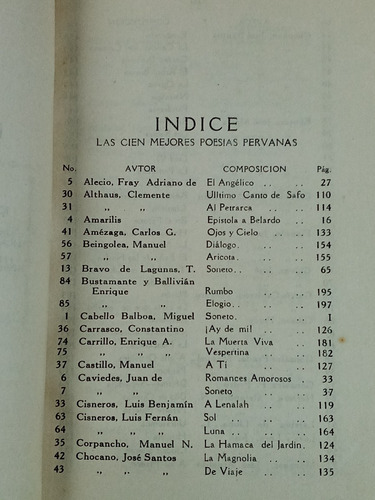 INDICE
LAS CIEN MEJORES POESIAS PERVANAS
No. AVTOR COMPOSICION Pág.
5 Alecio, Fray Adriano de El Angélico .. .. 27
30 Althaus, Clemente Ulltimo Canto de Safo 110
31 ,, ,, Al Petrarca .. .. 114
4 Amarilis Epístola a Belardo .. 16
41 Amézaga, Carlos G. Ojos y Cielo .. .. 133
56 Beingolea, Manuel Diálogo .. .. .. 154
57 ,, ,, Aricota .. .. .. 155
13 Bravo de Lagunas, T. Soneto .. .. .. 65
84 Bustamante y Ballivián
Enrique Rumbo .. .. .. 195
85 ,, Elogio .. .. .. 197
1 Cabello Balboa, Miguel Soneto .. .. .. 1
36 Carrasco, Constantino ¡Ay de mi! .. .. 126
74 Carrillo, Enrique A. La Muerta Viva .. 181
75 ,, ,, ,, Vespertina .. .. 182
37 Castillo, Manuel A Tí .. .. .. 127
6 Caviedes, Juan de Romances Amorosos . 33
7 ,, ,, Soneto .. .. .. 37
33 Cisneros, Luis Benjamín A Lenalah .. .. 119
63 Cisneros, Luis Fernán Sol .. .. .. 163
64 ,, ,, Luna .. .. .. 164
35 Corpancho, Manuel N. La Hamaca del Jardín. 124
42 Chocano, José Santos La Magnolia .. .. 134
43 ,, ,, ,, De Viaje .. .. 135